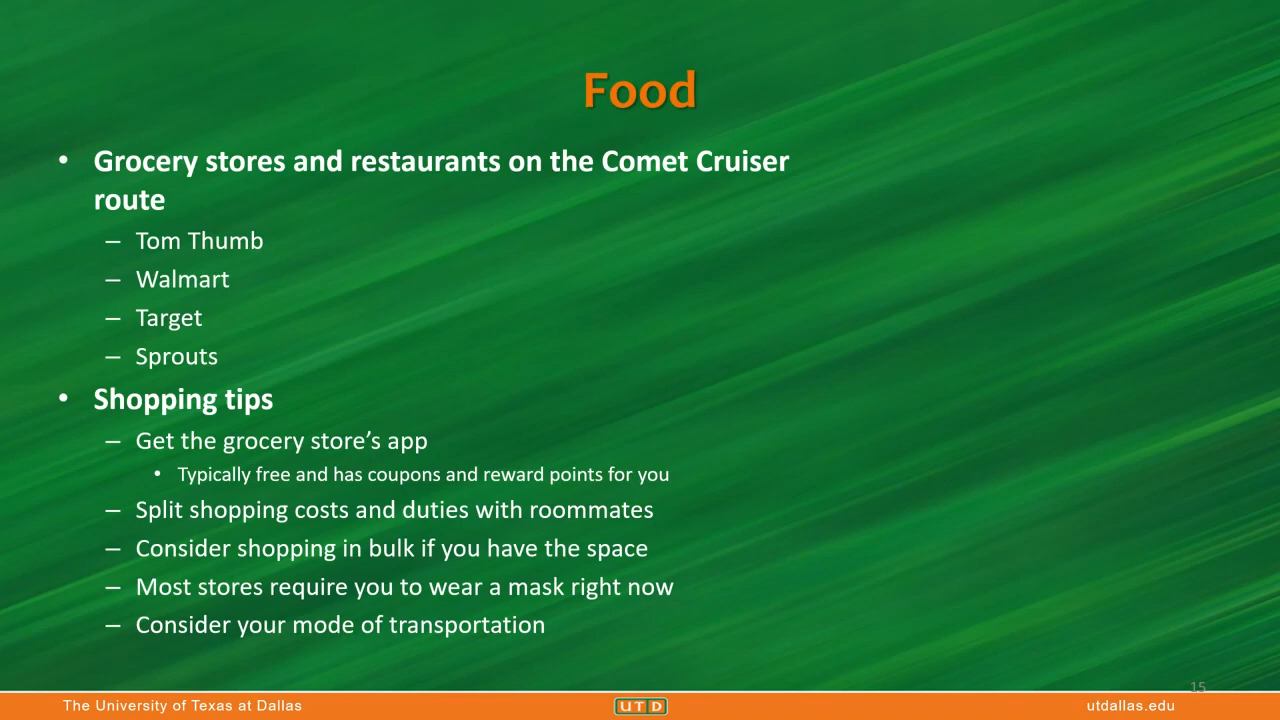 Food
• Grocery stores and restaurants on the Comet Cruiser
route
– Tom Thumb
– Walmart
– Target
– Sprouts
• Shopping tips
– Get the grocery store’s app
• Typically free and has coupons and reward points for you
– Split shopping costs and duties with roommates
– Consider shopping in bulk if you have the space
– Most stores require you to wear a mask right now
– Consider your mode of transportation
15
The University of Texas at Dallas
UTD
utdallas.edu